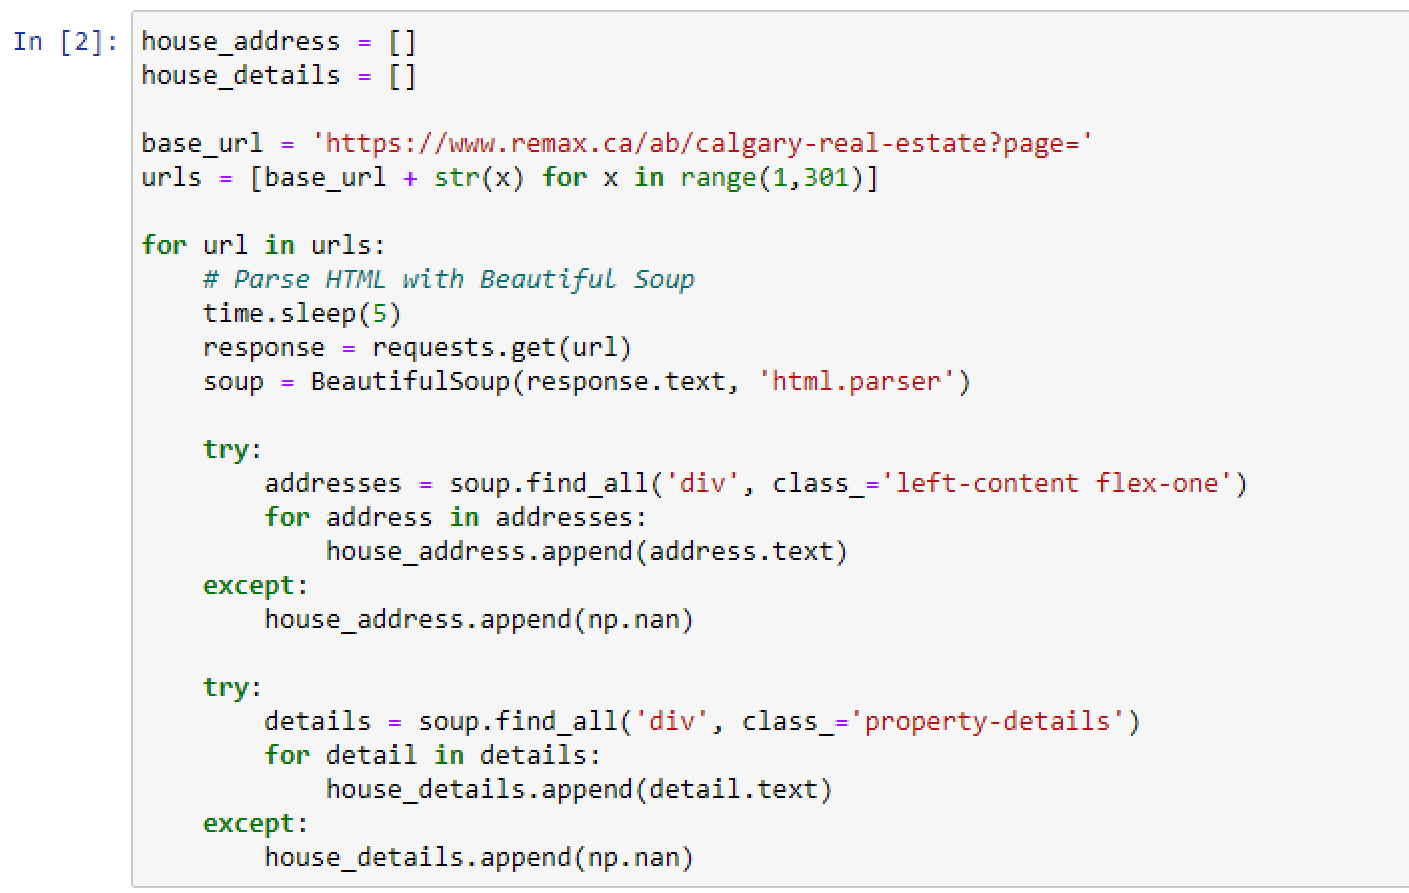 In [2]: house_address = []
house_details = []
base_url = 'https://www.remax.ca/ab/calgary-real-estate?page='
urls = [base_url + str(x) for x in range(1,301)]
for url in urls:
    # Parse HTML with Beautiful Soup
    time.sleep(5)
    response = requests.get(url)
    soup = BeautifulSoup(response.text, 'html.parser')
    try:
        addresses = soup.find_all('div', class_='left-content flex-one')
        for address in addresses:
            house_address.append(address.text)
    except:
        house_address.append(np.nan)
    try:
        details = soup.find_all('div', class_='property-details')
        for detail in details:
            house_details.append(detail.text)
    except:
        house_details.append(np.nan)